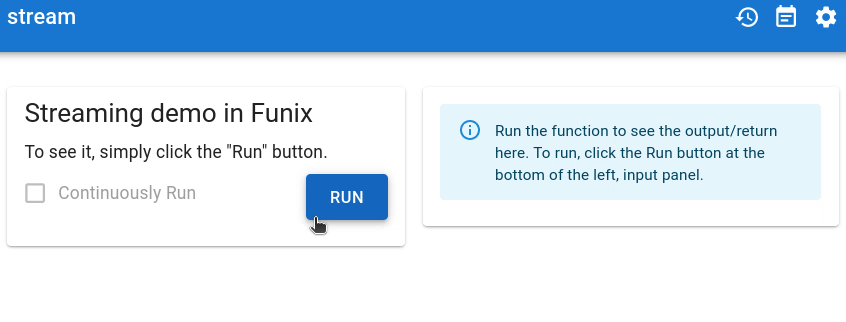 stream
Streaming demo in Funix
To see it, simply click the "Run" button.
Continuously Run
RUN
Run the function to see the output/return
here. To run, click the Run button at the
bottom of the left, input panel.